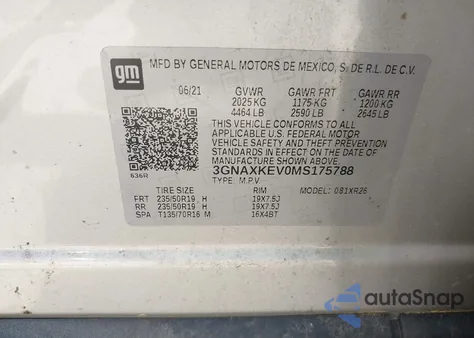 gm
MFD BY GENERAL MOTORS DE MEXICO, S. DE R.L. DE C.V.
06/21 GVWR GAWR FRT GAWR RR
2025 KG 1175 KG 1200 KG
4464 LB 2590 LB 2645 LB
THIS VEHICLE CONFORMS TO ALL
APPLICABLE U.S. FEDERAL MOTOR
VEHICLE SAFETY, BUMPER, AND
THEFT PREVENTION STANDARDS IN
EFFECT ON THE DATE OF
MANUFACTURE SHOWN ABOVE.
3GNAXKEV0MS175788
636R
TYPE: M.P.V. MODEL: 081XR26
TIRE SIZE RIM
FRT 235/50R19 H 19X7.5J
RR 235/50R19 H 19X7.5J
SPA T135/70R16 M 16X4BT
autoSnap